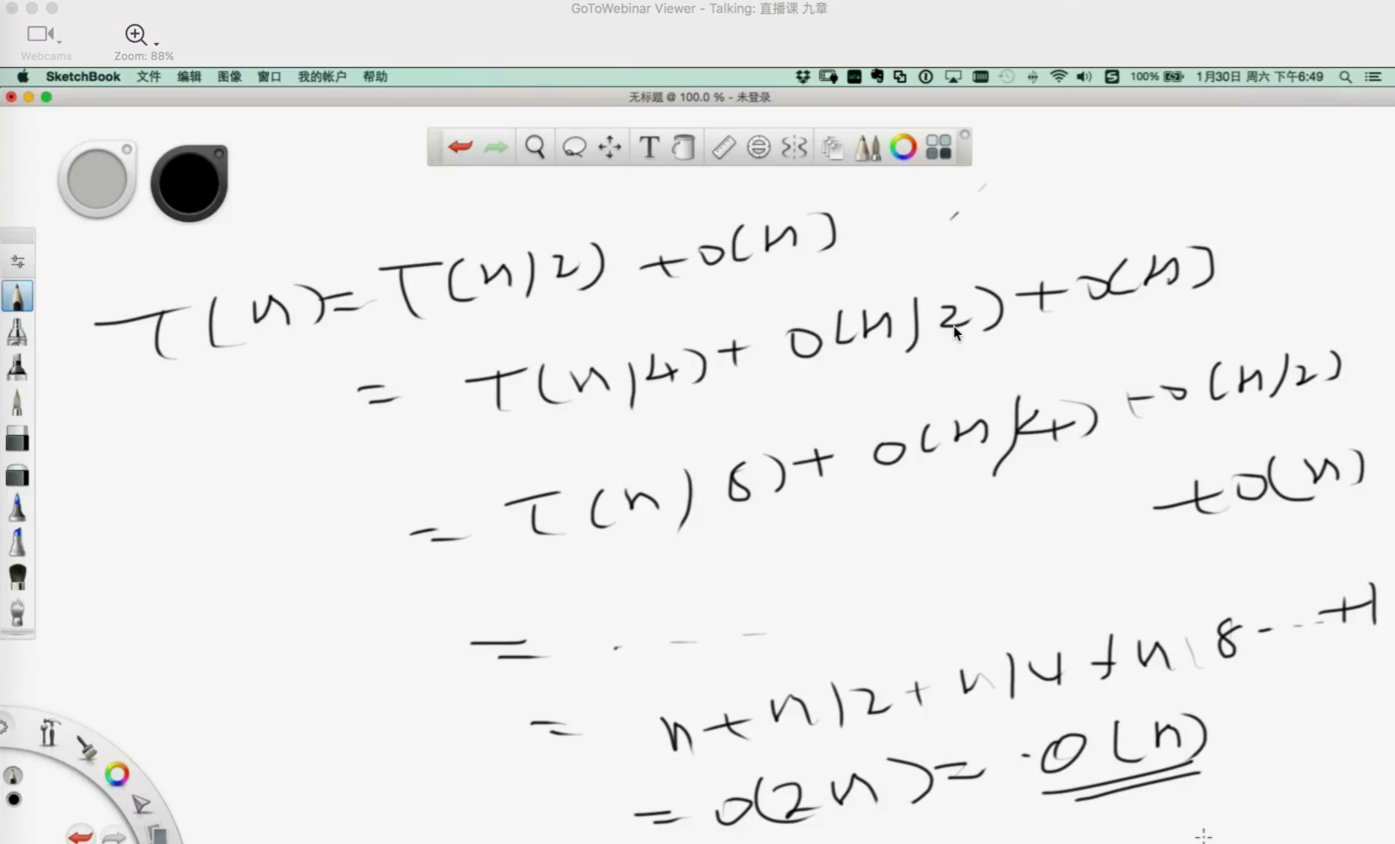 GoToWebinar Viewer - Talking: 直播课 九章
Webcams
Zoom: 88%
SketchBook 文件 编辑 图像 窗口 我的帐户 帮助 100% 1月30日 周六 下午6:49
无标题 @ 100.0 % - 未登录
T(n)=T(n/2)+O(n)
= T(n/4)+ O(n/2)+O(n)
= T(n/8)+ O(n/4)+O(n/2)
+O(n)
= . - -
= n+n/2+n/4+n/8- ..+1
=O(2n)= O(n)